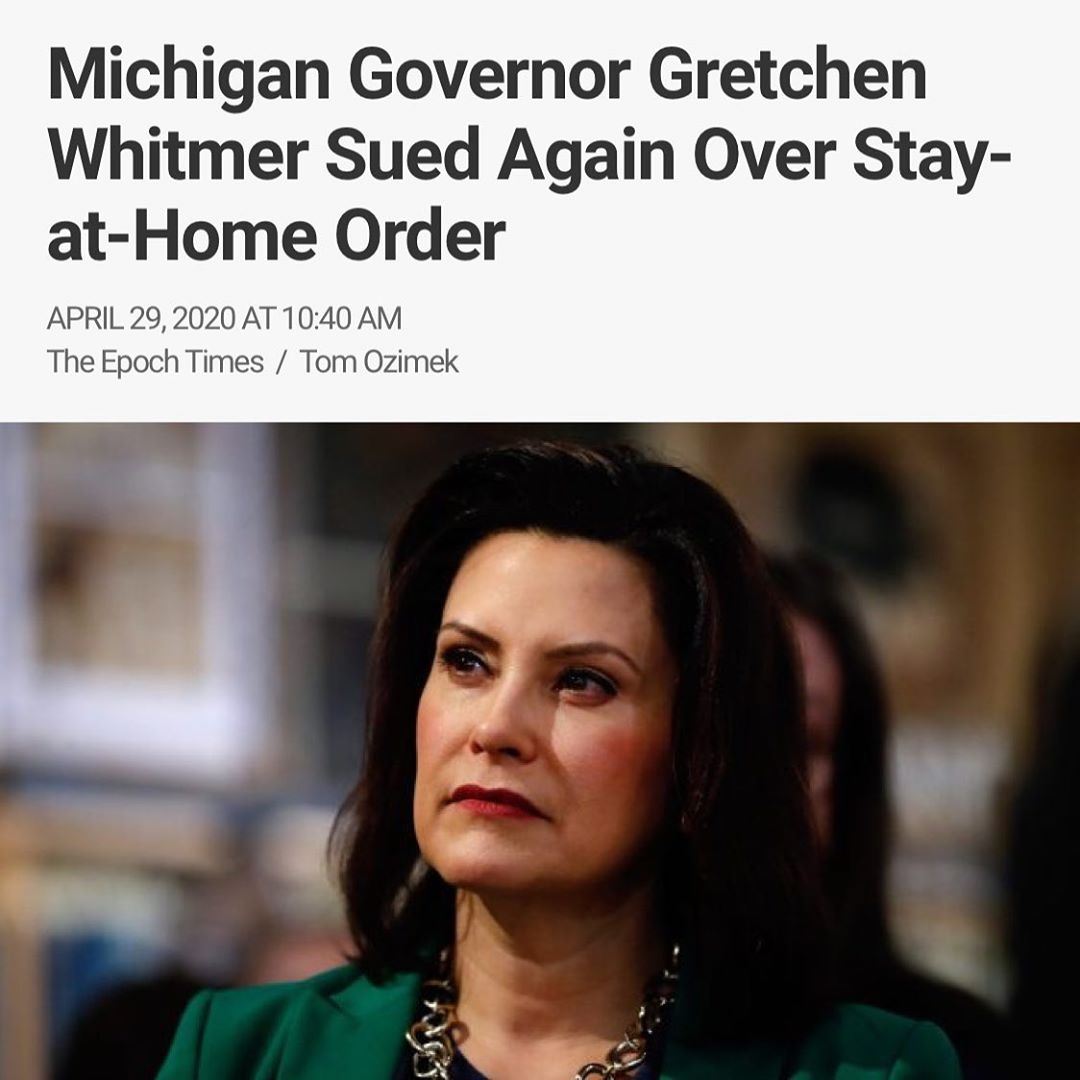 Michigan Governor Gretchen
Whitmer Sued Again Over Stay-
at-Home Order
APRIL 29, 2020 AT 10:40 AM
The Epoch Times / Tom Ozimek